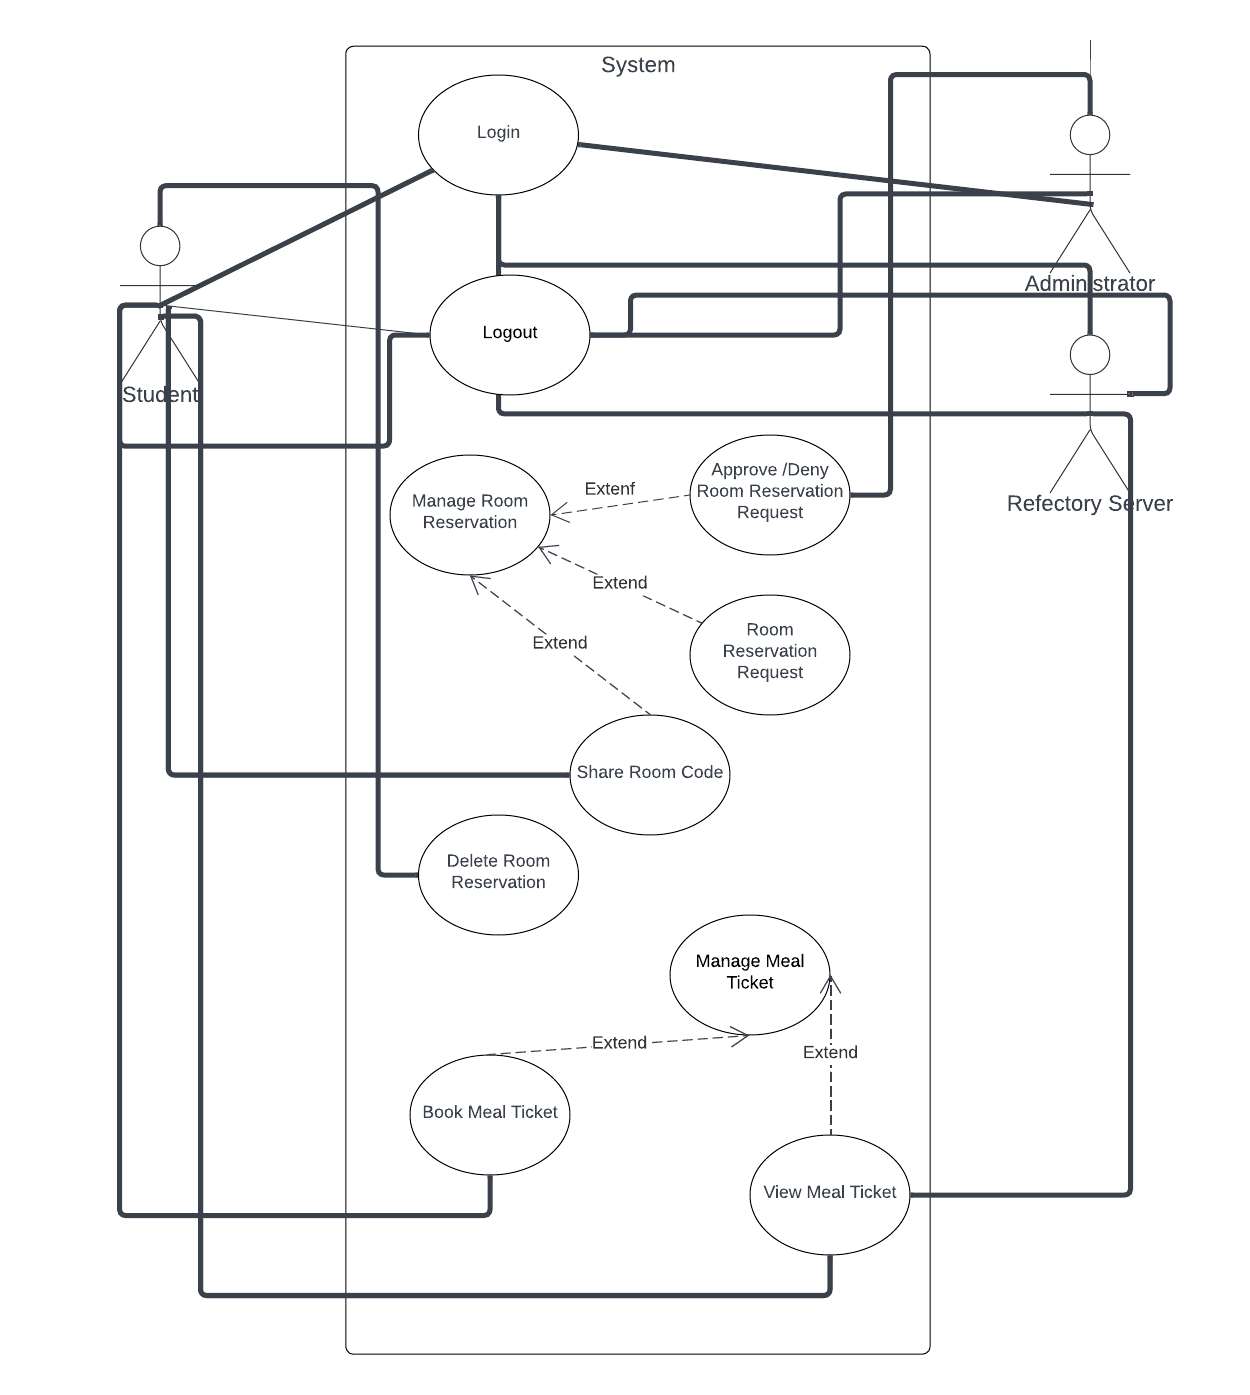 System
Login
Administrator
Logout
Student
Approve /Deny
Room Reservation
Request
Extenf
Manage Room
Reservation
Refectory Server
Extend
Room
Reservation
Request
Extend
Share Room Code
Delete Room
Reservation
Manage Meal
Ticket
Extend
Extend
Book Meal Ticket
View Meal Ticket